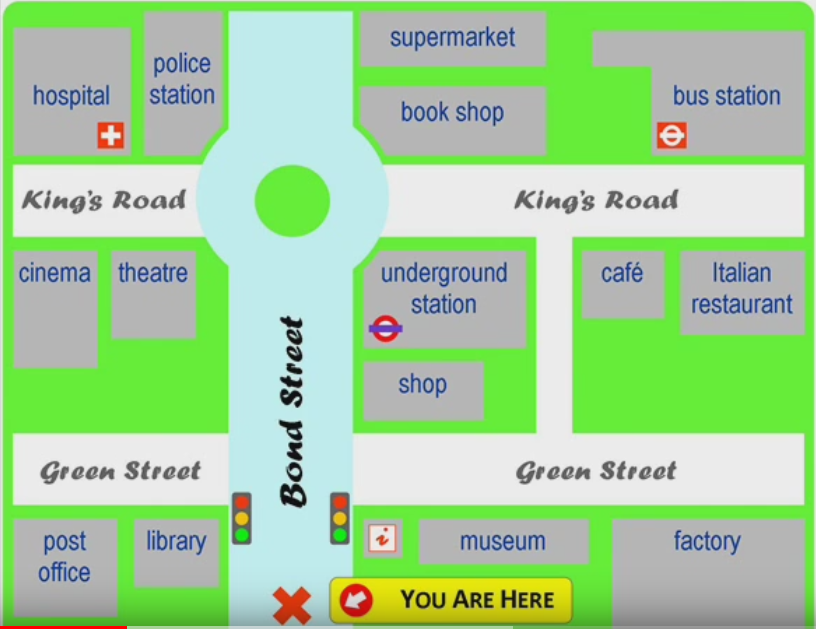 supermarket
police
station
hospital
book shop
bus station
King's Road
King's Road
cinema
theatre
underground
station
café
Italian
restaurant
Bond Street
shop
Green Street
Green Street
post
office
library
i
museum
factory
YOU ARE HERE